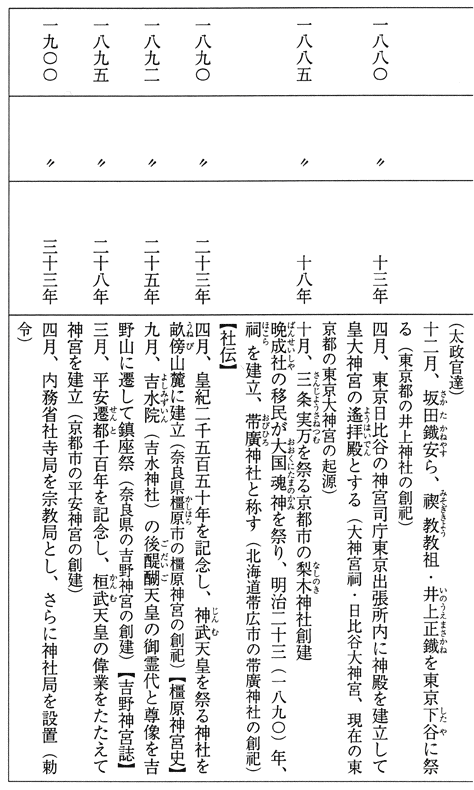 (太政官達)
十二月、坂田鐵安ら、禊教教祖・井上正鐵を東京下谷に祭
る(東京都の井上神社の創祀)
一八八〇 〃 十三年 四月、東京日比谷の神宮司庁東京出張所内に神殿を建立して
皇大神宮の遙拝殿とする(大神宮祠・日比谷大神宮、現在の東
京都の東京大神宮の起源)
一八八五 〃 十八年 十月、三条実万を祭る京都市の梨木神社創建
晩成社の移民が大国魂神を祭り、明治二十三(一八九〇)年、
祠を建立、帯廣神社と称す(北海道帯広市の帯廣神社の創祀)
【社伝】
一八九〇 〃 二十三年 四月、皇紀二千五百五十年を記念し、神武天皇を祭る神社を
畝傍山麓に建立(奈良県橿原市の橿原神宮の創祀)【橿原神宮史】
一八九二 〃 二十五年 九月、吉水院(吉水神社)の後醍醐天皇の御霊代と尊像を吉
野山に遷して鎮座祭(奈良県の吉野神宮の創建)【吉野神宮誌】
一八九五 〃 二十八年 三月、平安遷都千百年を記念し、桓武天皇の偉業をたたえて
神宮を建立(京都市の平安神宮の創建)
一九〇〇 〃 三十三年 四月、内務省社寺局を宗教局とし、さらに神社局を設置(勅
令)